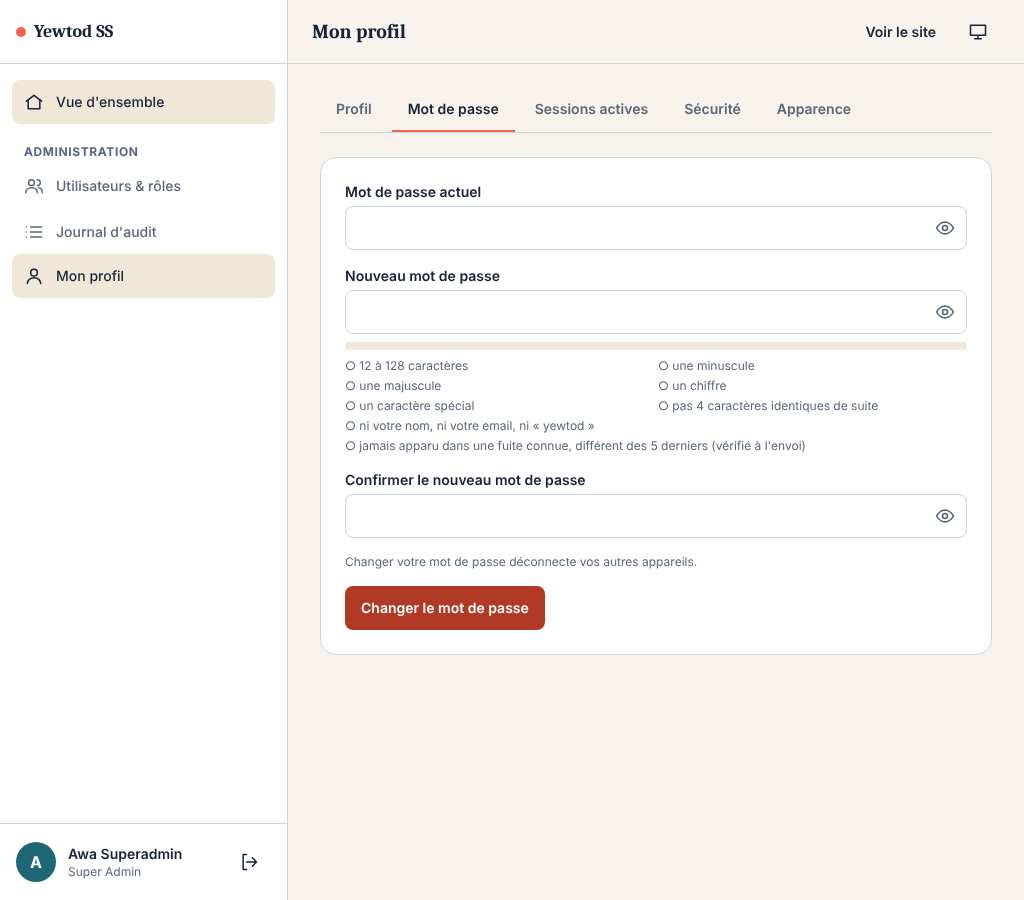 Yewtod SS
Mon profil
Voir le site
Vue d'ensemble
ADMINISTRATION
Utilisateurs & rôles
Journal d'audit
Mon profil
Profil
Mot de passe
Sessions actives
Sécurité
Apparence
Mot de passe actuel
Nouveau mot de passe
12 à 128 caractères
une minuscule
une majuscule
un chiffre
un caractère spécial
pas 4 caractères identiques de suite
ni votre nom, ni votre email, ni « yewtod »
jamais apparu dans une fuite connue, différent des 5 derniers (vérifié à l'envoi)
Confirmer le nouveau mot de passe
Changer votre mot de passe déconnecte vos autres appareils.
Changer le mot de passe
A
Awa Superadmin
Super Admin